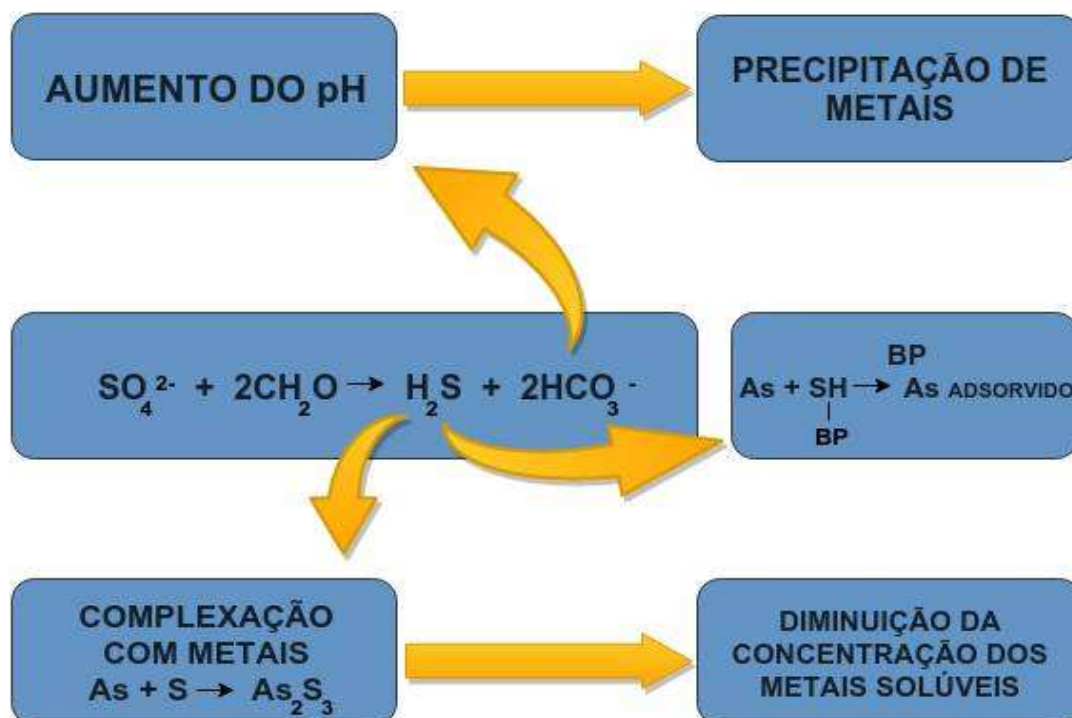 AUMENTO DO pH
PRECIPITAÇÃO DE
METAIS
SO₄²⁻ + 2CH₂O → H₂S + 2HCO₃⁻
BP
As + SH → As ADSORVIDO
|
BP
COMPLEXAÇÃO
COM METAIS
As + S → As₂S₃
DIMINUIÇÃO DA
CONCENTRAÇÃO DOS
METAIS SOLÚVEIS